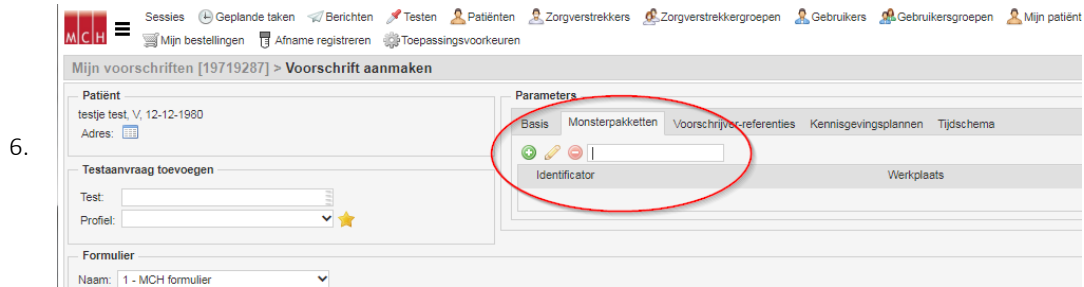 Sessies Geplande taken Berichten Testen Patiënten Zorgverstrekkers Zorgverstrekkergroepen Gebruikers Gebruikersgroepen Mijn patiënt
MCH
Mijn bestellingen Afname registreren Toepassingsvoorkeuren
Mijn voorschriften [19719287] > Voorschrift aanmaken
Patiënt
testje test, V, 12-12-1980
Adres:
Parameters
Basis Monsterpakketten Voorschrijver-referenties Kennisgevingsplannen Tijdschema
6.
Identificator Werkplaats
Testaanvraag toevoegen
Test:
Profiel:
Formulier
Naam: 1 - MCH formulier